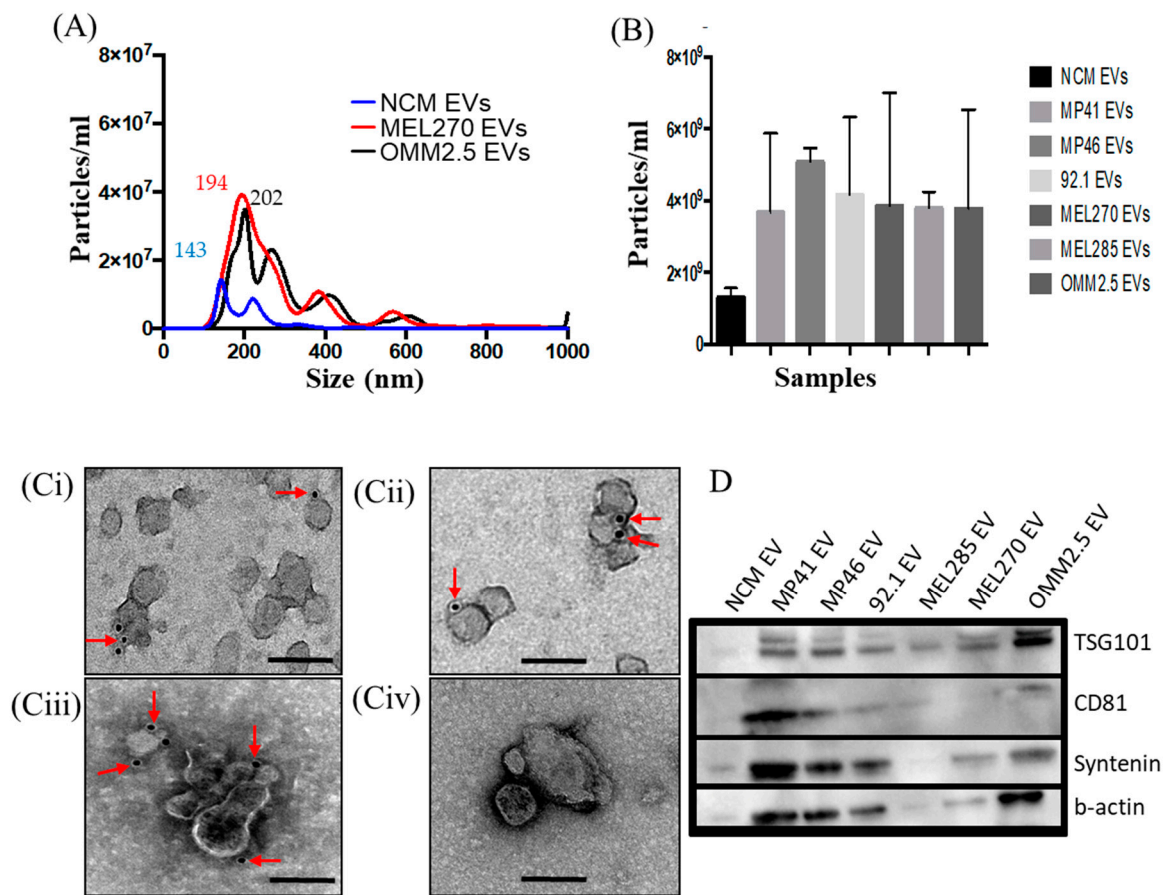 (A)
8×10⁷
6×10⁷
4×10⁷
2×10⁷
0
Particles/ml
NCM EVs
MEL270 EVs
OMM2.5 EVs
194
202
143
0 200 400 600 800 1000
Size (nm)
(B)
8×10⁹
6×10⁹
4×10⁹
2×10⁹
0
Particles/ml
Samples
NCM EVs
MP41 EVs
MP46 EVs
92.1 EVs
MEL270 EVs
MEL285 EVs
OMM2.5 EVs
(Ci)
(Cii)
(Ciii)
(Civ)
D
NCM EV
MP41 EV
MP46 EV
92.1 EV
MEL285 EV
MEL270 EV
OMM2.5 EV
TSG101
CD81
Syntenin
b-actin